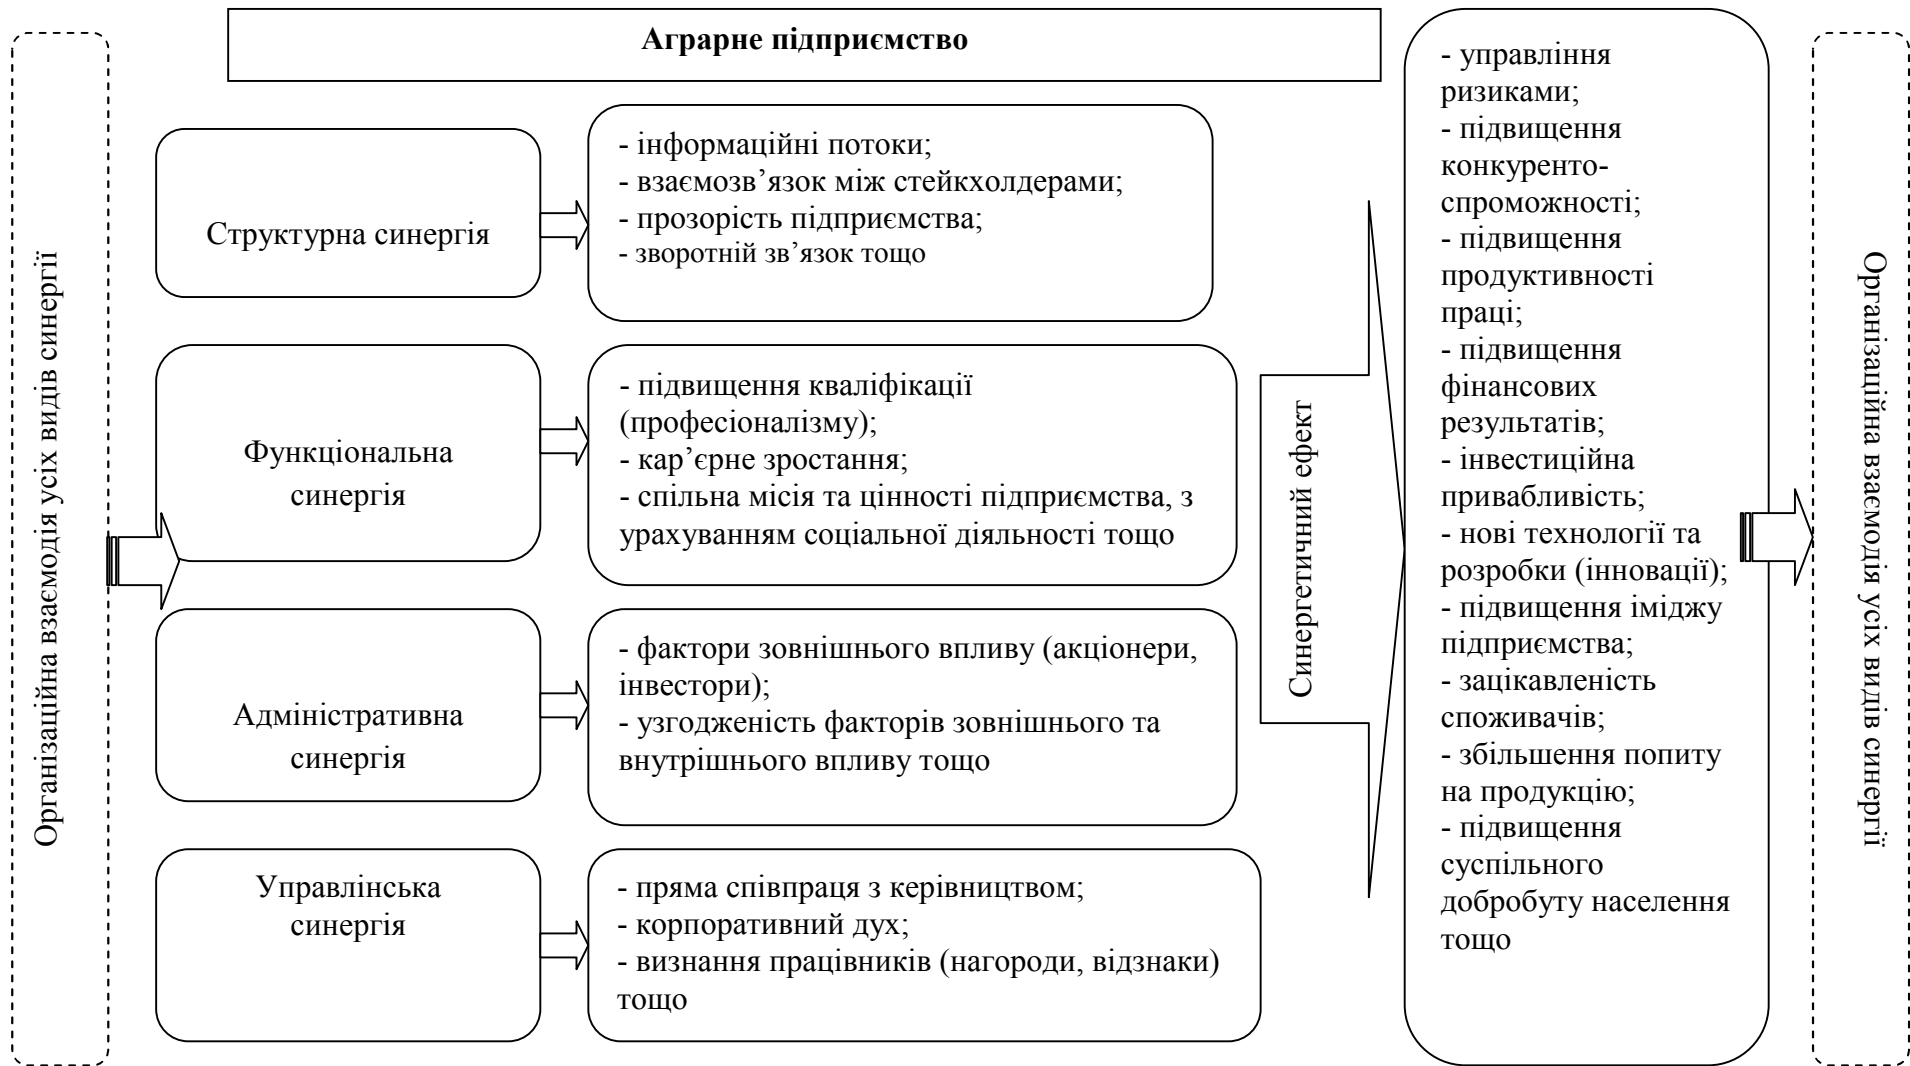 Аграрне підприємство
Організаційна взаємодія усіх видів синергії
Структурна синергія
- інформаційні потоки;
- взаємозв’язок між стейкхолдерами;
- прозорість підприємства;
- зворотній зв’язок тощо
Функціональна
синергія
- підвищення кваліфікації
(професіоналізму);
- кар’єрне зростання;
- спільна місія та цінності підприємства, з
урахуванням соціальної діяльності тощо
Адміністративна
синергія
- фактори зовнішнього впливу (акціонери,
інвестори);
- узгодженість факторів зовнішнього та
внутрішнього впливу тощо
Управлінська
синергія
- пряма співпраця з керівництвом;
- корпоративний дух;
- визнання працівників (нагороди, відзнаки)
тощо
Синергетичний ефект
- управління
ризиками;
- підвищення
конкуренто-
спроможності;
- підвищення
продуктивності
праці;
- підвищення
фінансових
результатів;
- інвестиційна
привабливість;
- нові технології та
розробки (інновації);
- підвищення іміджу
підприємства;
- зацікавленість
споживачів;
- збільшення попиту
на продукцію;
- підвищення
суспільного
добробуту населення
тощо
Організаційна взаємодія усіх видів синергії